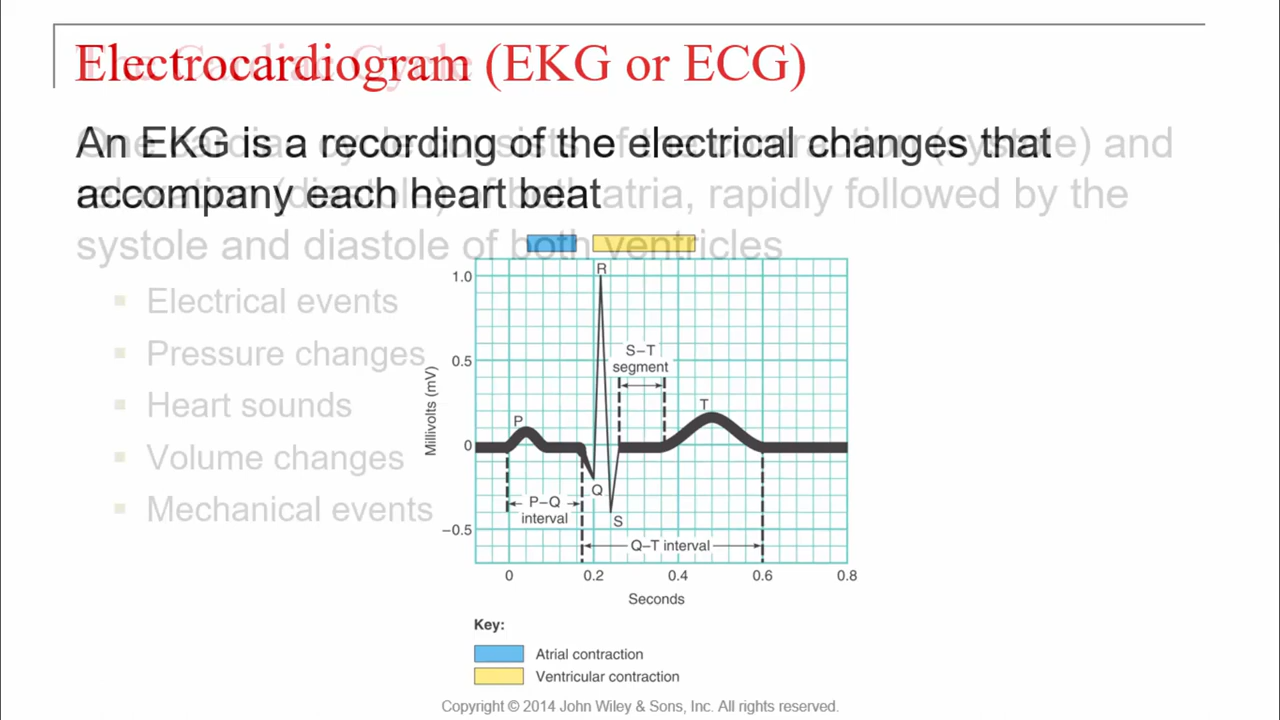 Electrocardiogram (EKG or ECG)
The Cardiac Cycle
An EKG is a recording of the electrical changes that
accompany each heart beat
One cardiac cycle consists of the contraction (systole) and
relaxation (diastole) of both atria, rapidly followed by the
systole and diastole of both ventricles
Electrical events
Pressure changes
Heart sounds
Volume changes
Mechanical events
R
1.0
S–T
segment
0.5
Millivolts (mV)
P
T
0
Q
P–Q
interval
S
–0.5
Q–T interval
0 0.2 0.4 0.6 0.8
Seconds
Key:
Atrial contraction
Ventricular contraction
Copyright © 2014 John Wiley & Sons, Inc. All rights reserved.